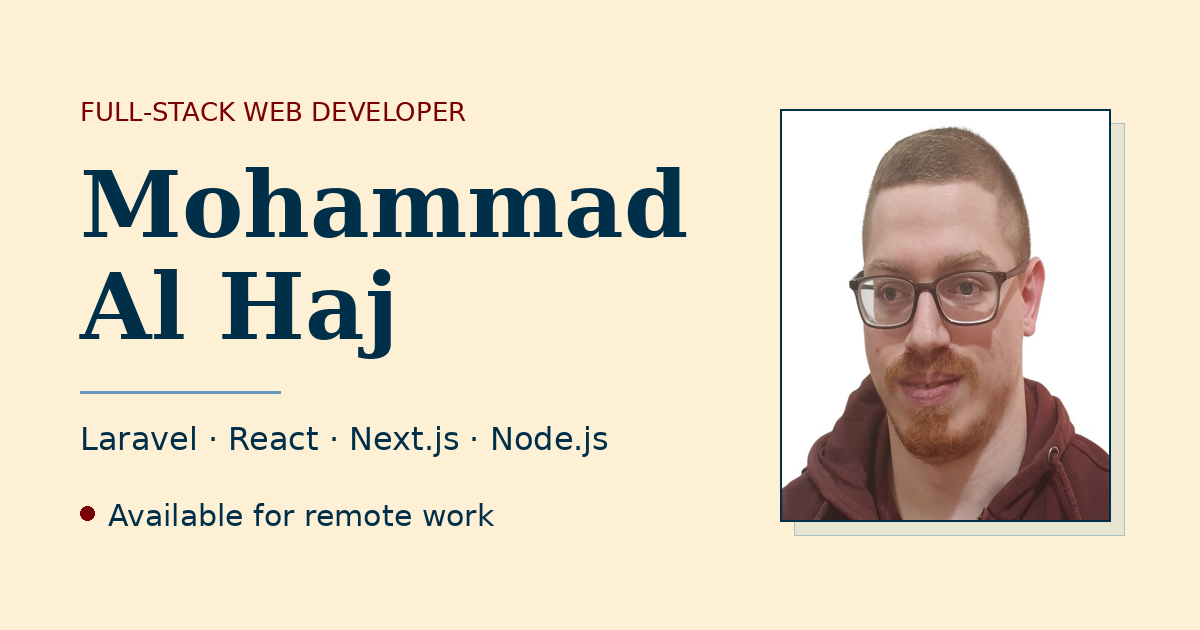 FULL-STACK WEB DEVELOPER
Mohammad
Al Haj
Laravel · React · Next.js · Node.js
Available for remote work